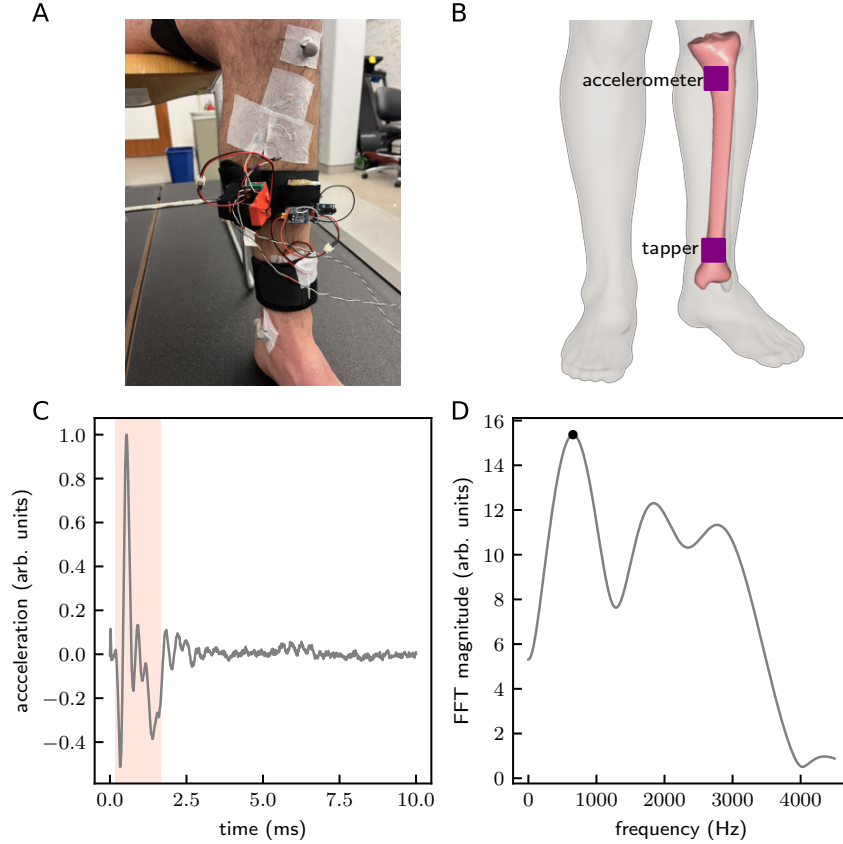 A
B
accelerometer
tapper
C
D
1.0
0.8
0.6
0.4
0.2
0.0
−0.2
−0.4
accceleration (arb. units)
0.0 2.5 5.0 7.5 10.0
time (ms)
16
14
12
10
8
6
4
2
0
FFT magnitude (arb. units)
0 1000 2000 3000 4000
frequency (Hz)